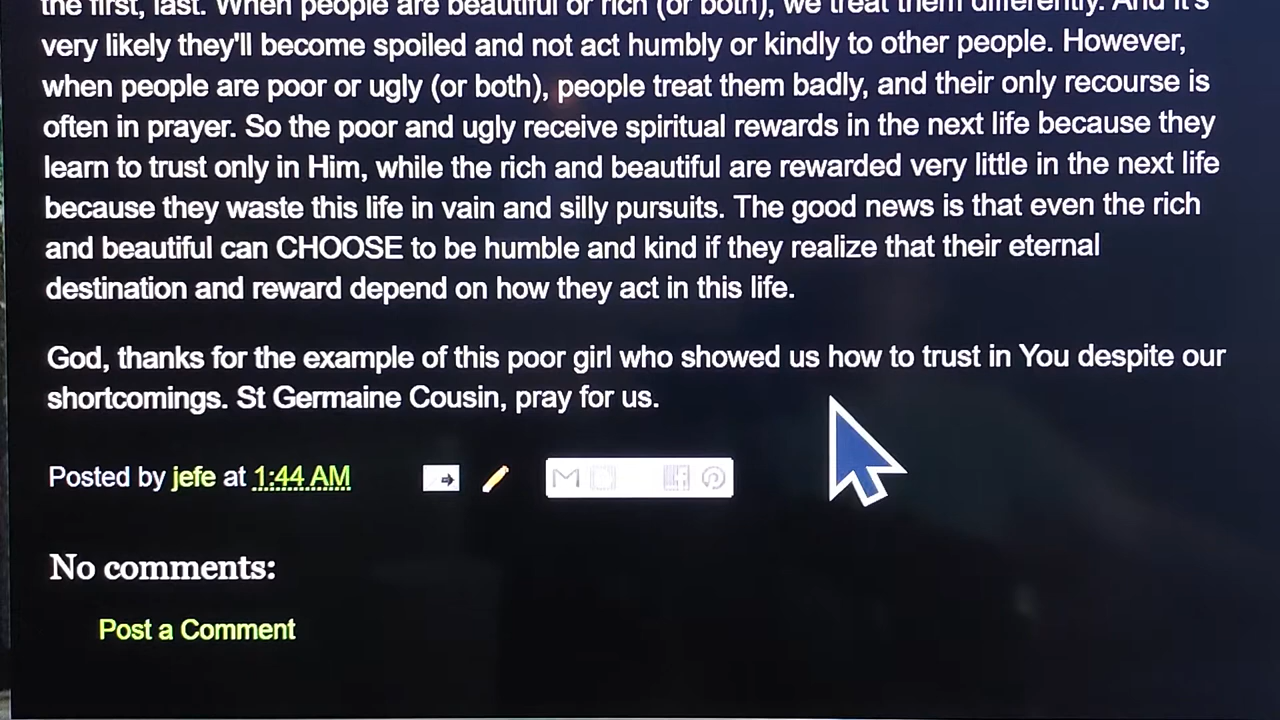 the first, last. When people are beautiful or rich (or both), we treat them differently. And it's
very likely they'll become spoiled and not act humbly or kindly to other people. However,
when people are poor or ugly (or both), people treat them badly, and their only recourse is
often in prayer. So the poor and ugly receive spiritual rewards in the next life because they
learn to trust only in Him, while the rich and beautiful are rewarded very little in the next life
because they waste this life in vain and silly pursuits. The good news is that even the rich
and beautiful can CHOOSE to be humble and kind if they realize that their eternal
destination and reward depend on how they act in this life.
God, thanks for the example of this poor girl who showed us how to trust in You despite our
shortcomings. St Germaine Cousin, pray for us.
Posted by jefe at 1:44 AM
No comments:
Post a Comment